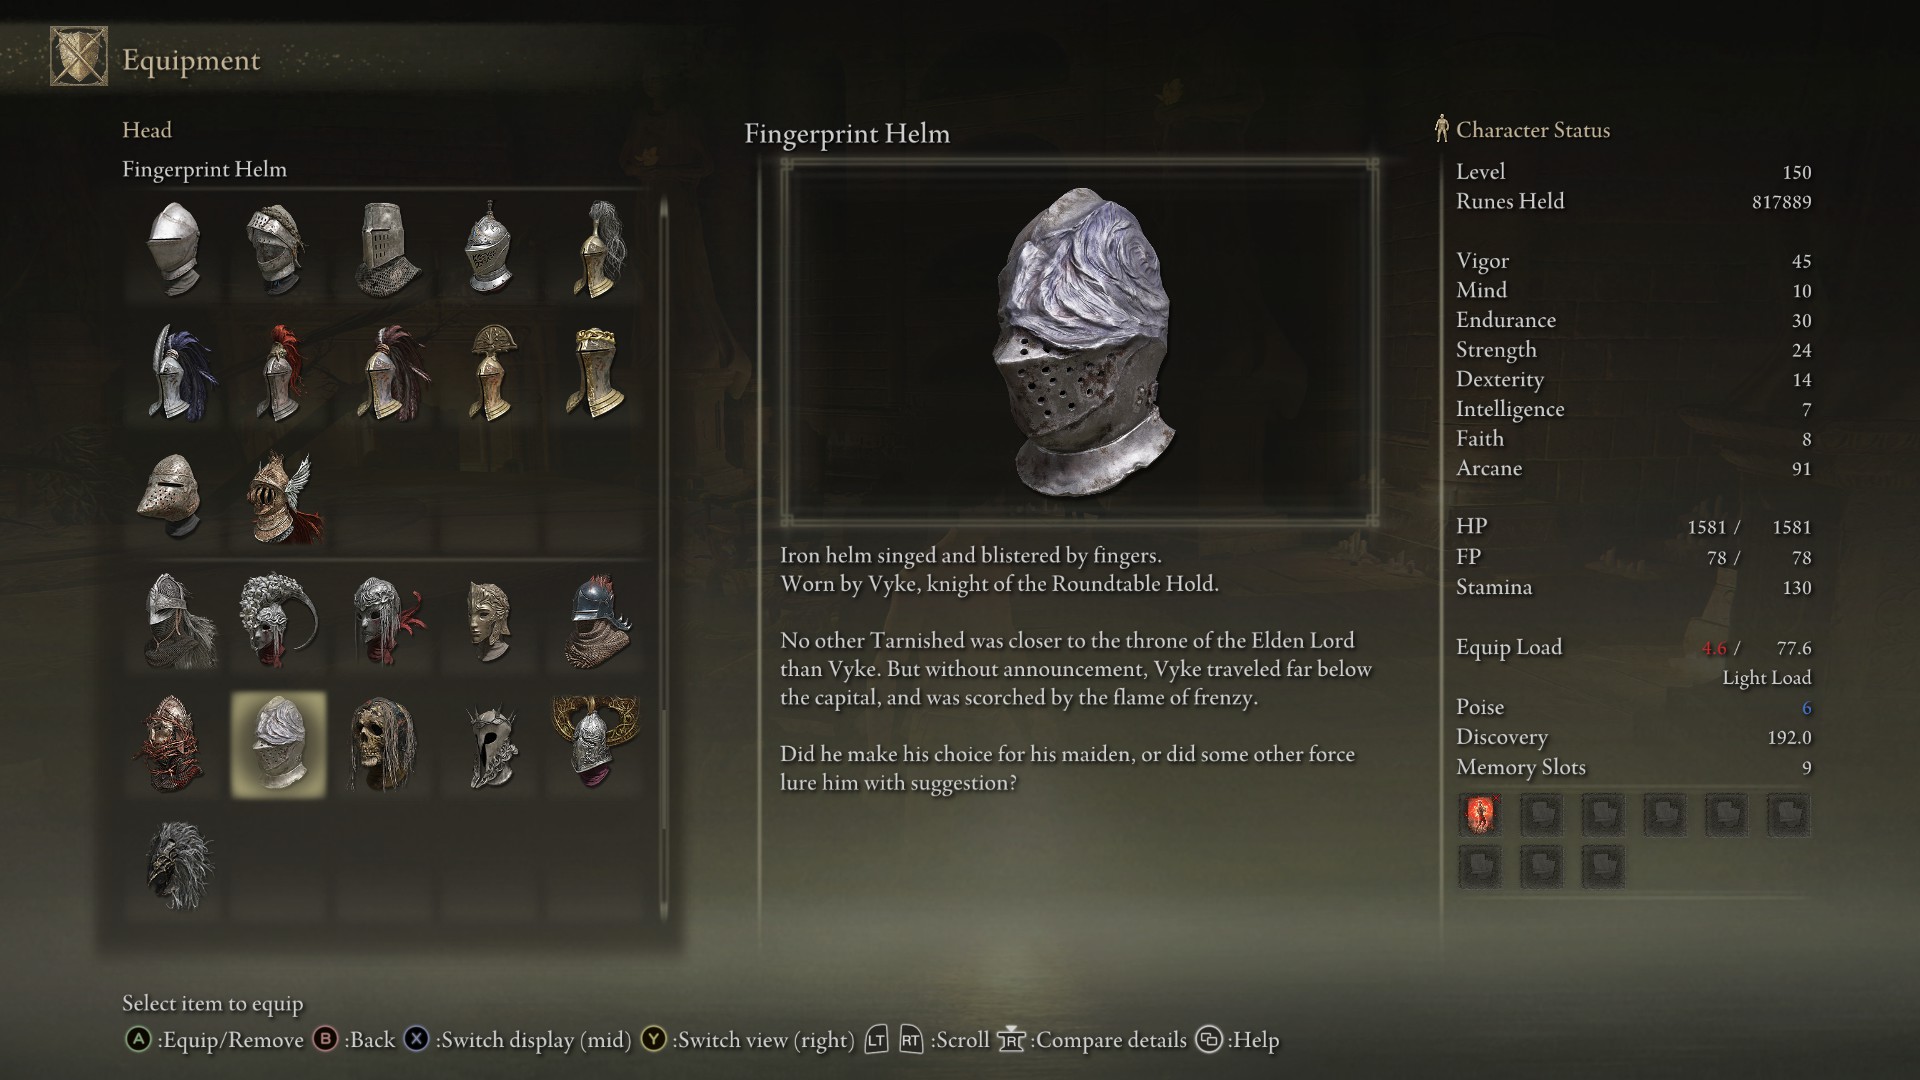 Equipment
Head
Fingerprint Helm
Fingerprint Helm
Iron helm singed and blistered by fingers.
Worn by Vyke, knight of the Roundtable Hold.
No other Tarnished was closer to the throne of the Elden Lord
than Vyke. But without announcement, Vyke traveled far below
the capital, and was scorched by the flame of frenzy.
Did he make his choice for his maiden, or did some other force
lure him with suggestion?
Character Status
Level 150
Runes Held 817889
Vigor 45
Mind 10
Endurance 30
Strength 24
Dexterity 14
Intelligence 7
Faith 8
Arcane 91
HP 1581 / 1581
FP 78 / 78
Stamina 130
Equip Load 4.6 / 77.6
Light Load
Poise 6
Discovery 192.0
Memory Slots 9
Select item to equip
A :Equip/Remove B :Back X :Switch display (mid) Y :Switch view (right) LT RT :Scroll R :Compare details :Help